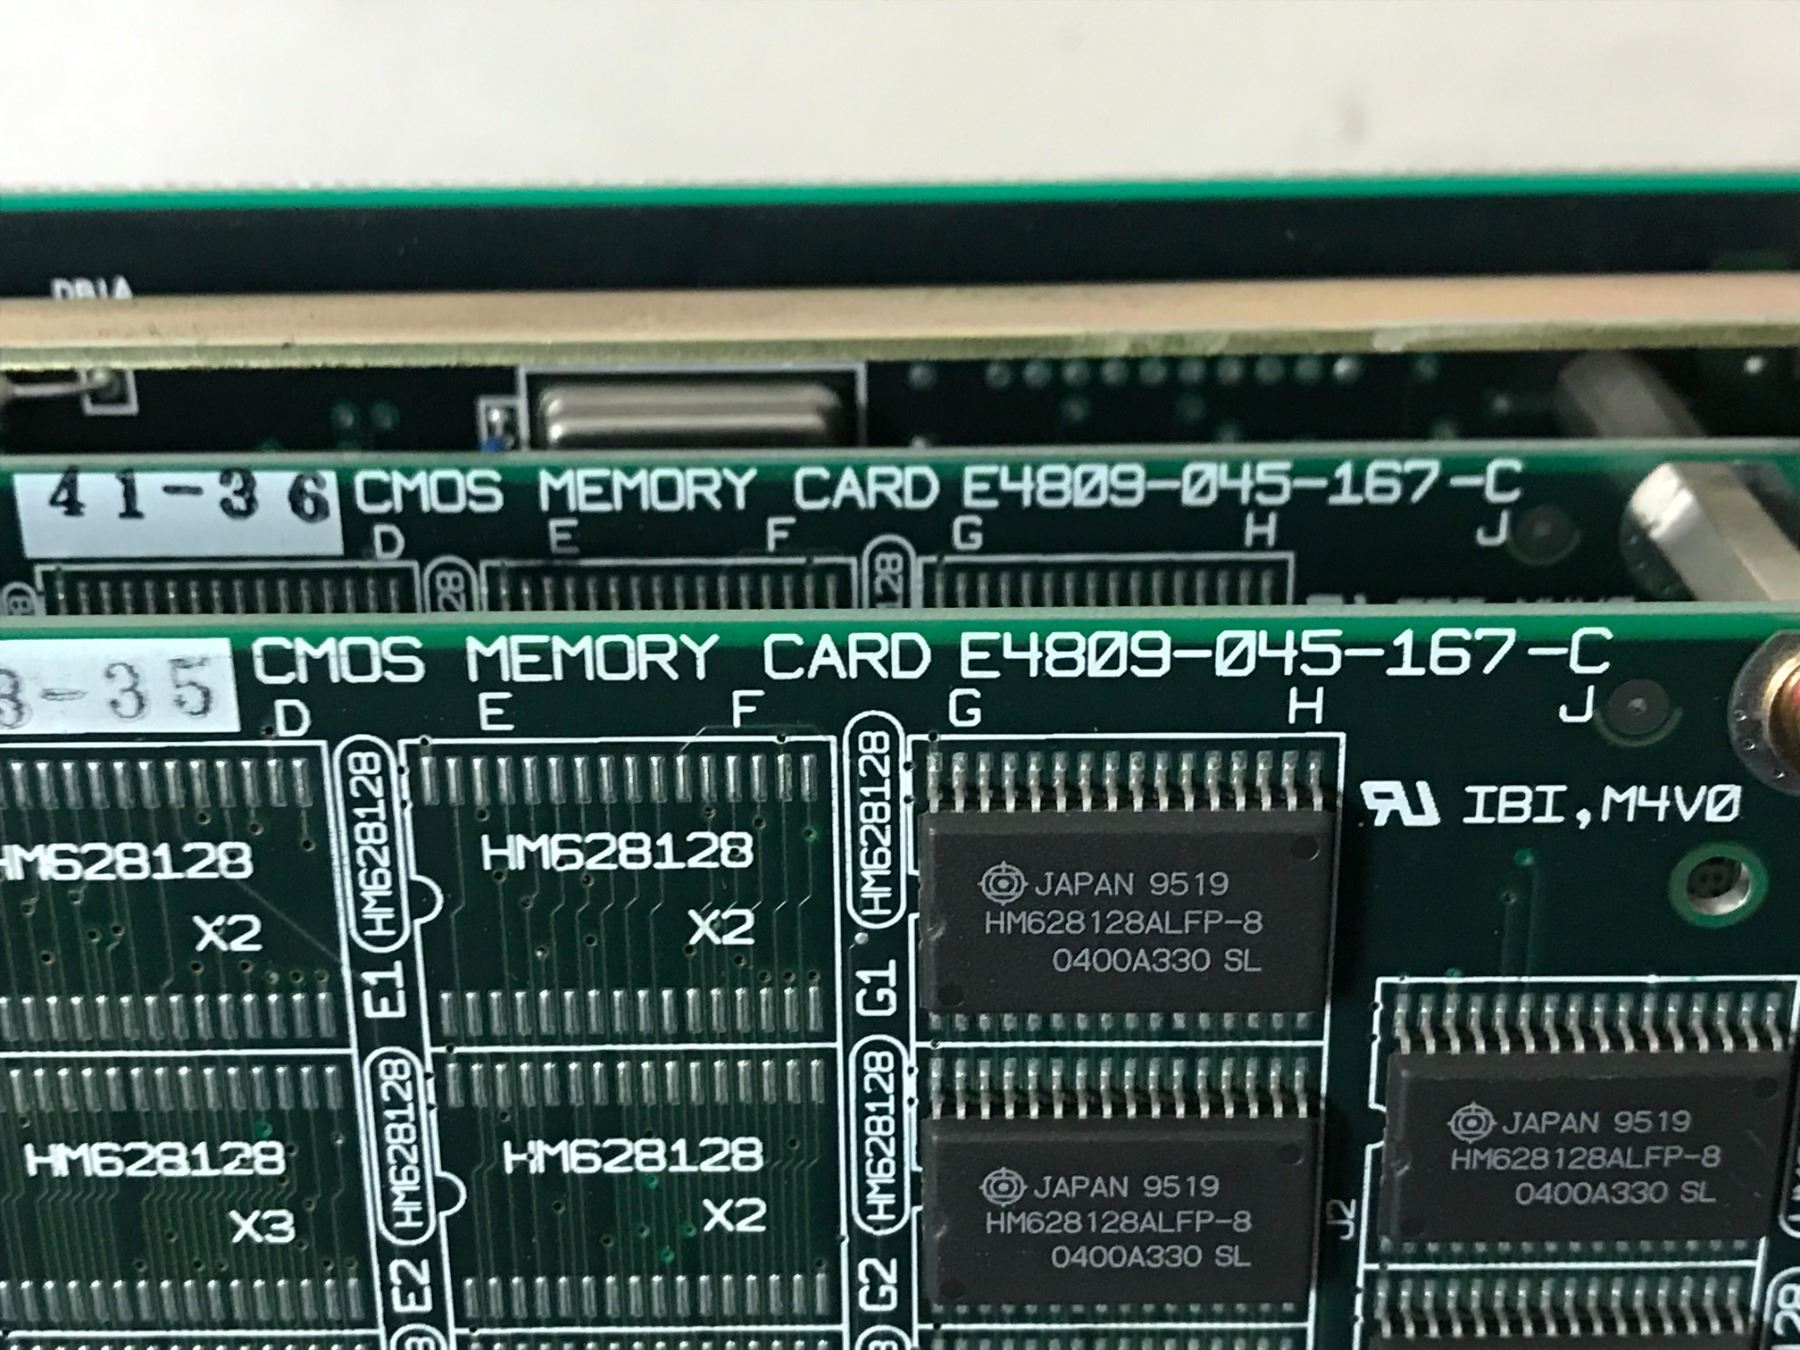 41-36 CMOS MEMORY CARD E4809-045-167-C
D E F G H J
128
128
-35 CMOS MEMORY CARD E4809-045-167-C
D E F G H J
HM628128
X2
HM628128
E1
HM628128
X2
HM628128
G1
JAPAN 9519
HM628128ALFP-8
0400A330 SL
IBI,M4V0
HM628128
X3
HM628128
E2
HM628128
X2
HM628128
G2
JAPAN 9519
HM628128ALFP-8
0400A330 SL
J2
JAPAN 9519
HM628128ALFP-8
0400A330 SL